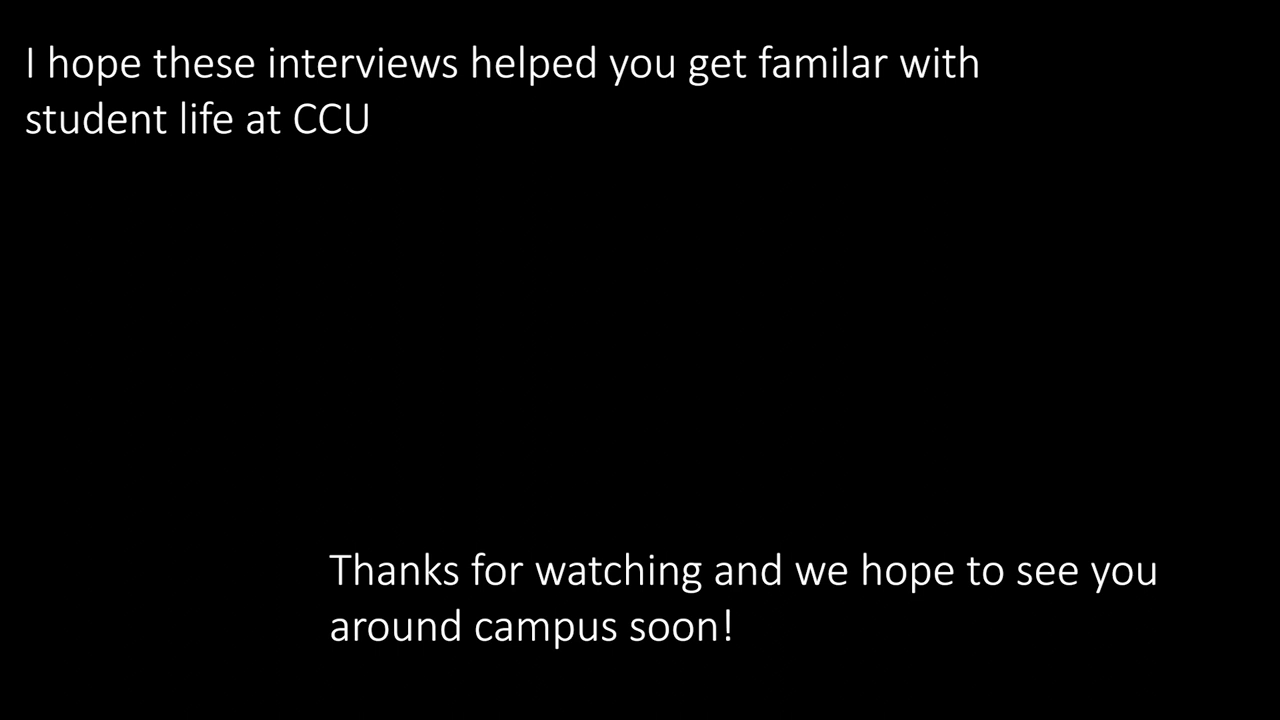 I hope these interviews helped you get familar with
student life at CCU
Thanks for watching and we hope to see you
around campus soon!